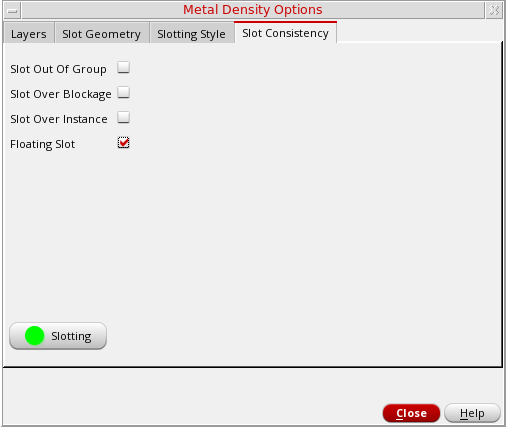 Metal Density Options
Layers Slot Geometry Slotting Style Slot Consistency
Slot Out Of Group
Slot Over Blockage
Slot Over Instance
Floating Slot
Slotting
Close Help